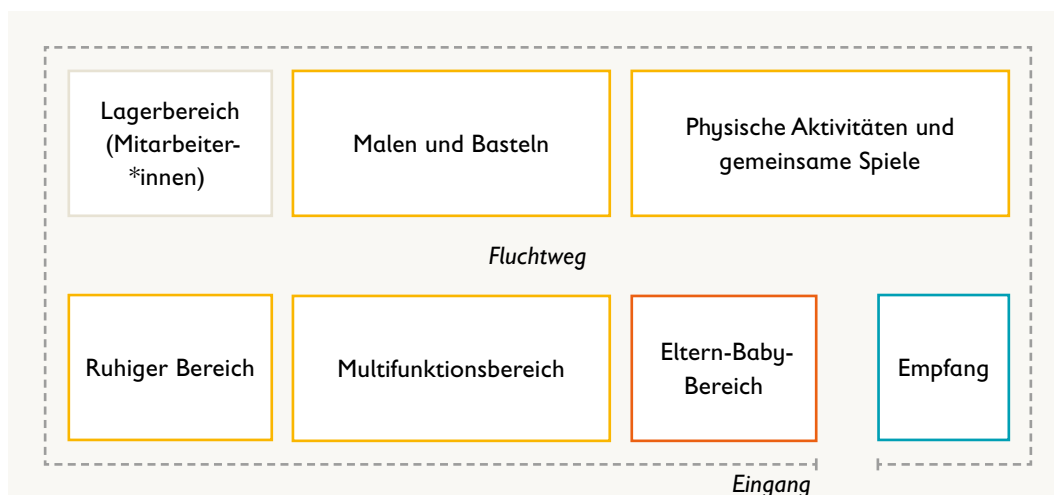 Lagerbereich
(Mitarbeiter-
*innen)
Malen und Basteln
Physische Aktivitäten und
gemeinsame Spiele
Fluchtweg
Ruhiger Bereich
Multifunktionsbereich
Eltern-Baby-
Bereich
Empfang
Eingang